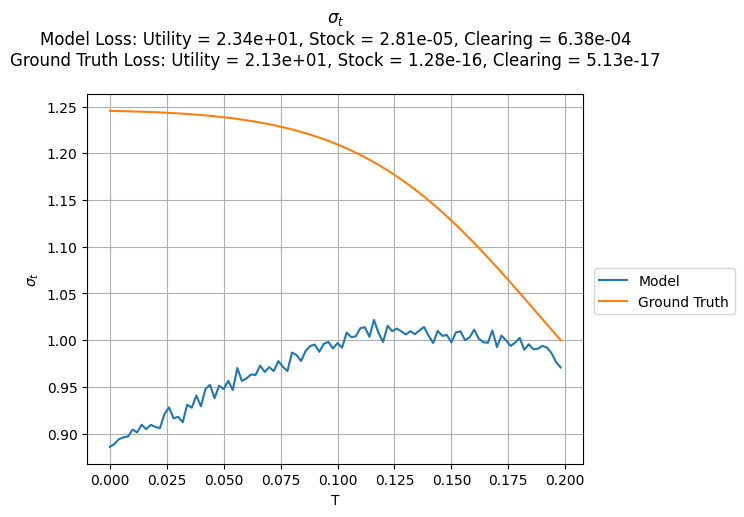 σ_t
Model Loss: Utility = 2.34e+01, Stock = 2.81e-05, Clearing = 6.38e-04
Ground Truth Loss: Utility = 2.13e+01, Stock = 1.28e-16, Clearing = 5.13e-17
1.25
1.20
1.15
1.10
1.05
1.00
0.95
0.90
σ_t
0.000 0.025 0.050 0.075 0.100 0.125 0.150 0.175 0.200
T
Model
Ground Truth